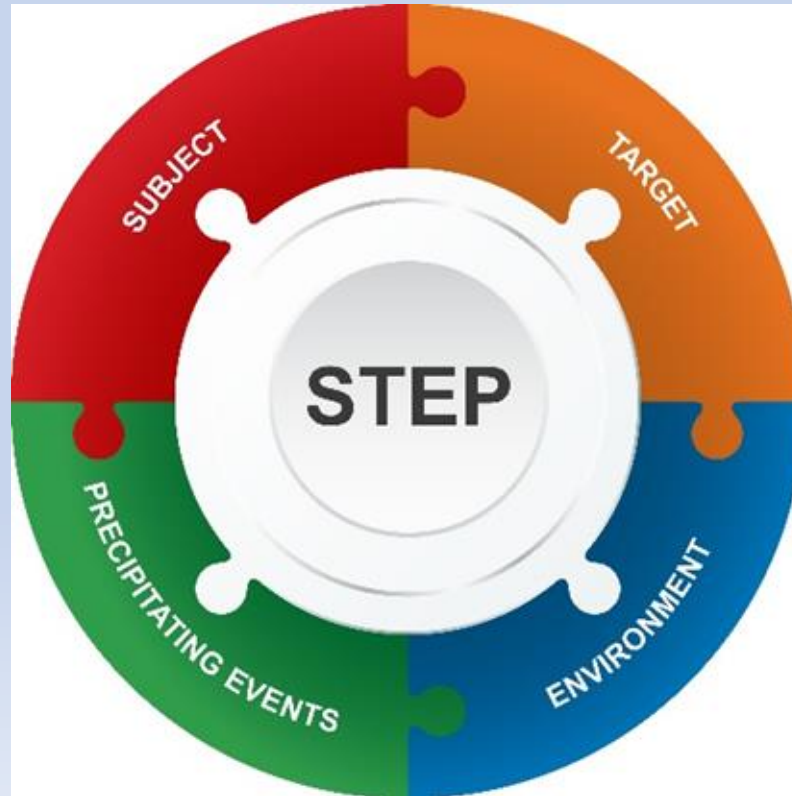 SUBJECT
TARGET
STEP
PRECIPITATING EVENTS
ENVIRONMENT